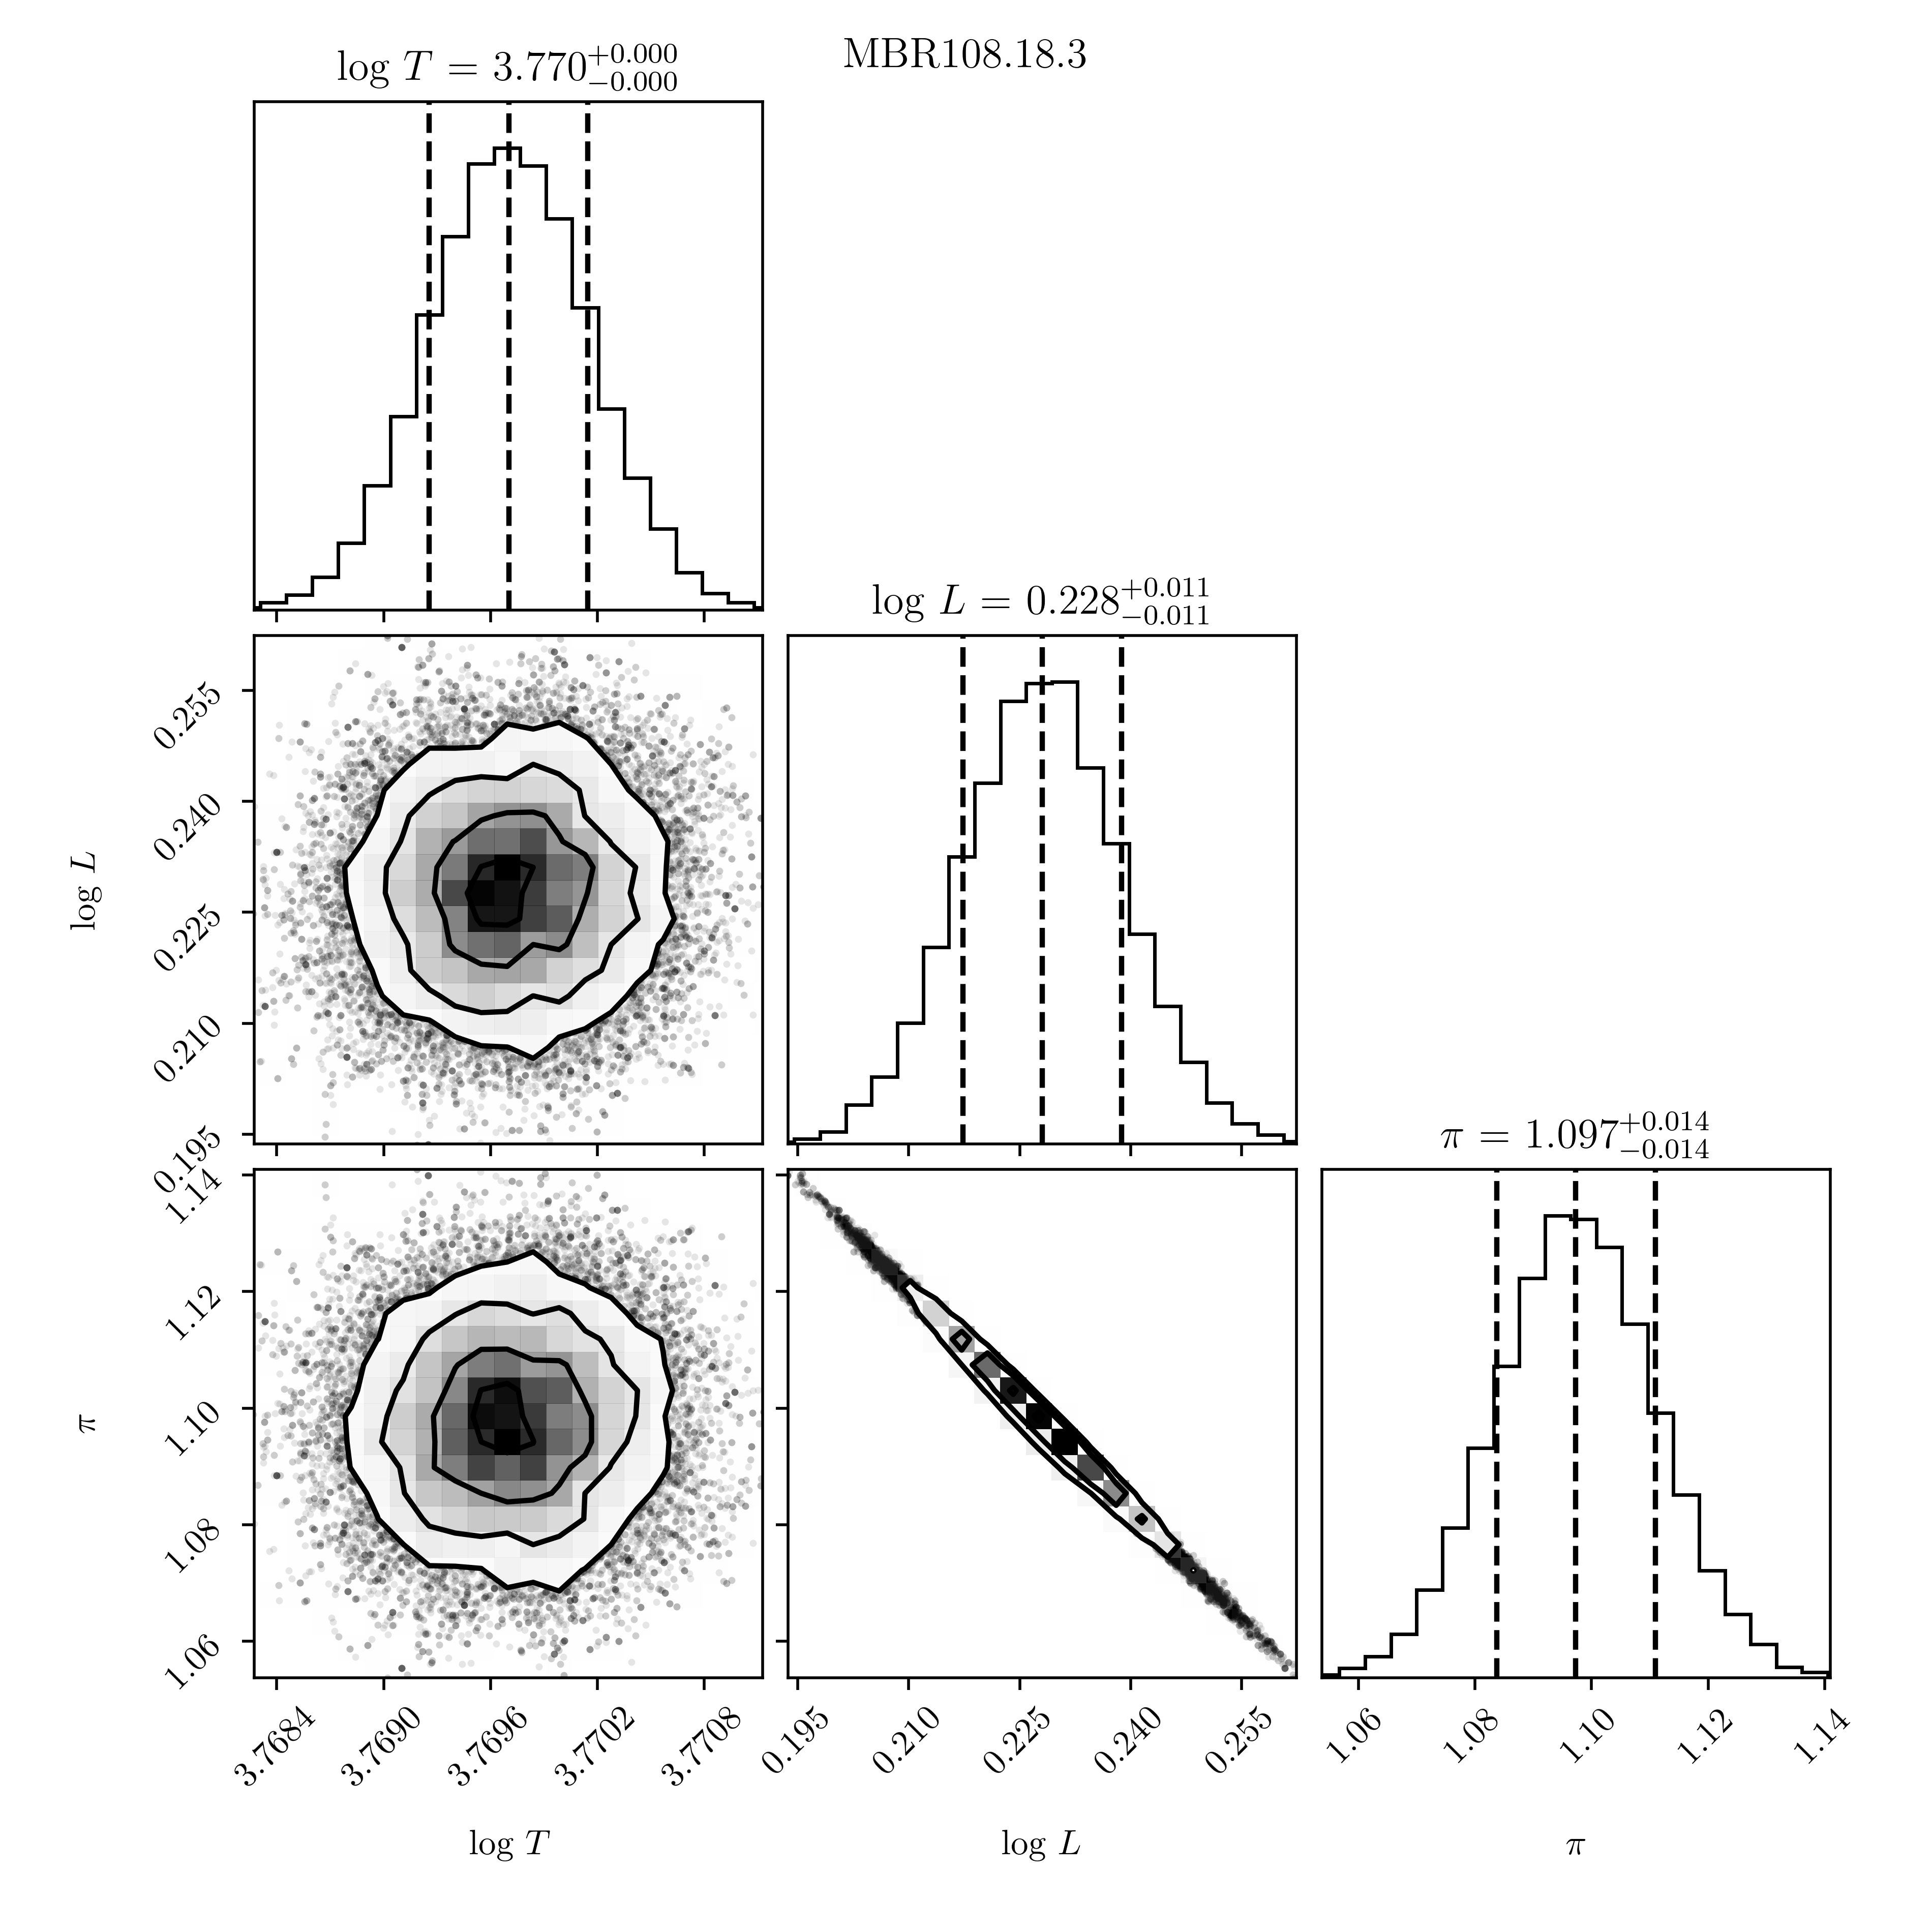 MBR108.18.3
log T = 3.770+0.000 −0.000
log L = 0.228+0.011 −0.011
0.255
0.240
0.225
0.210
0.195
log L
π = 1.097+0.014 −0.014
1.14
1.12
1.10
1.08
1.06
π
3.7684 3.7690 3.7696 3.7702 3.7708
0.195 0.210 0.225 0.240 0.255
1.06 1.08 1.10 1.12 1.14
log T
log L
π